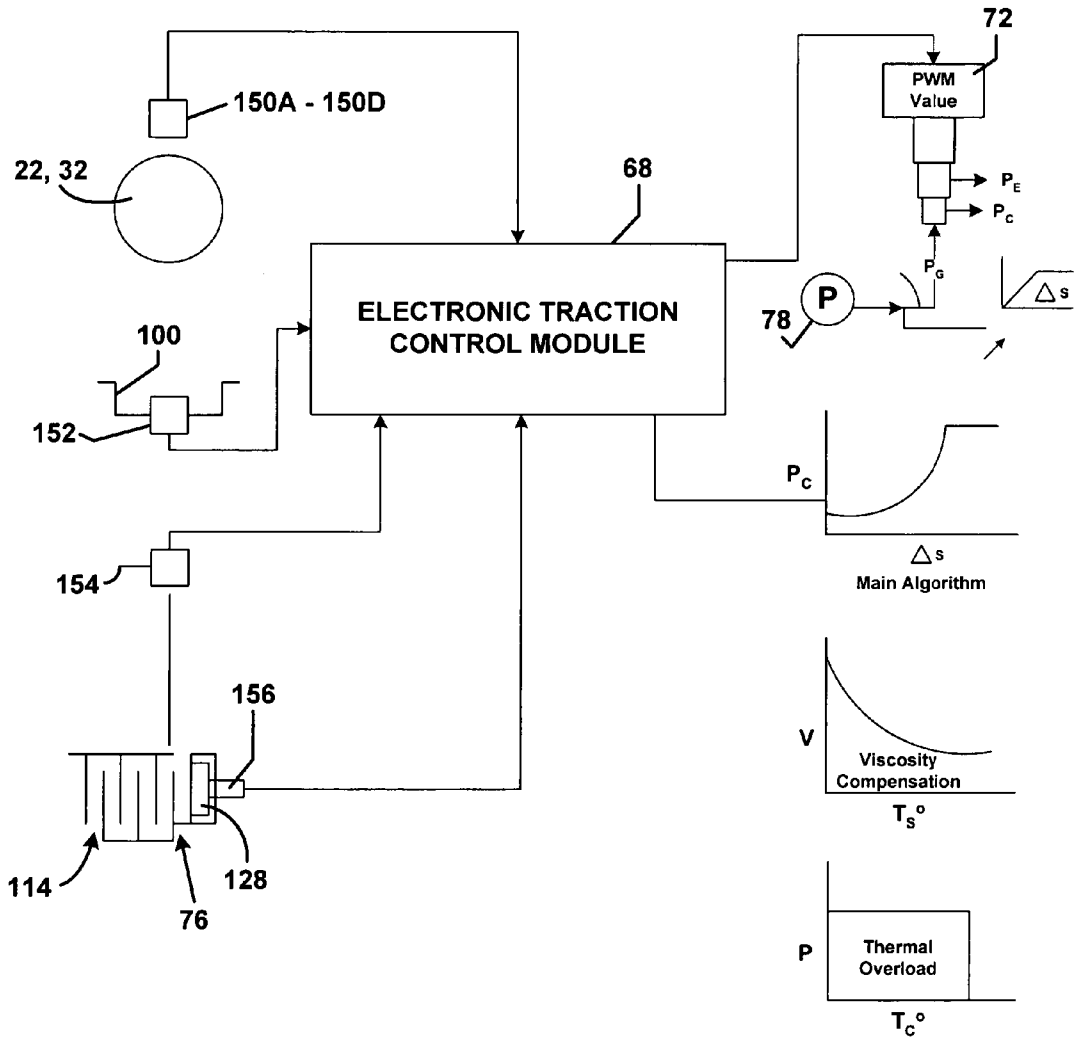 72
PWM
Value
150A - 150D
22, 32
68
P_E
P_C
P_G
ELECTRONIC TRACTION
CONTROL MODULE
P
78
△ s
100
152
P_C
△ s
Main Algorithm
154
156
V
Viscosity
Compensation
T_S°
114
76
128
P
Thermal
Overload
T_C°